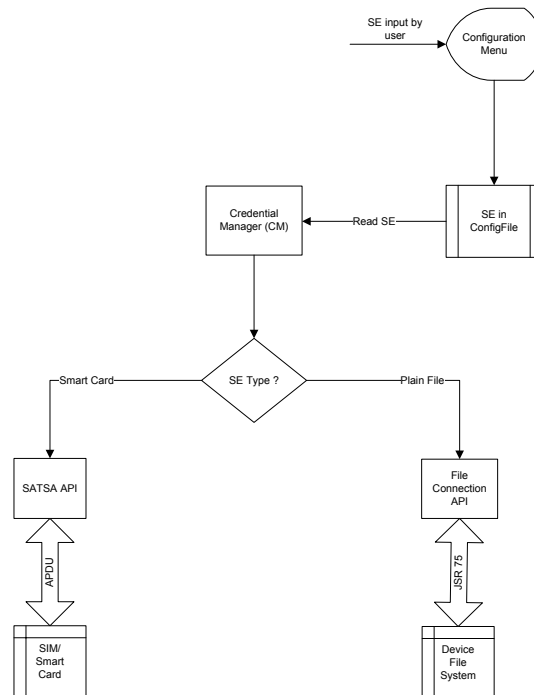 SE input by
user
Configuration
Menu
SE in
ConfigFile
Read SE
Credential
Manager (CM)
SE Type ?
Smart Card
Plain File
SATSA API
File
Connection
API
APDU
JSR 75
SIM/
Smart
Card
Device
File
System